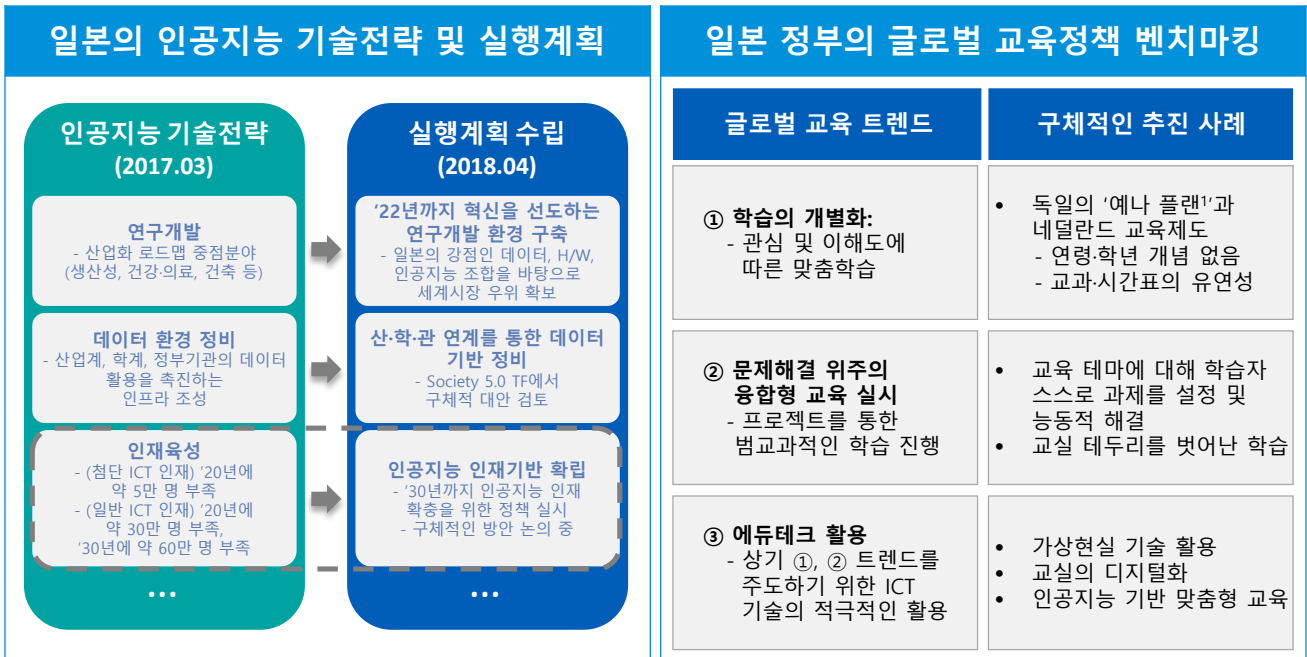 일본의 인공지능 기술전략 및 실행계획
인공지능 기술전략
(2017.03)
연구개발
- 산업화 로드맵 중점분야
(생산성, 건강·의료, 건축 등)
데이터 환경 정비
- 산업계, 학계, 정부기관의 데이터
활용을 촉진하는
인프라 조성
인재육성
- (첨단 ICT 인재) ‘20년에
약 5만 명 부족
- (일반 ICT 인재) ‘20년에
약 30만 명 부족,
‘30년에 약 60만 명 부족
...
실행계획 수립
(2018.04)
‘22년까지 혁신을 선도하는
연구개발 환경 구축
- 일본의 강점인 데이터, H/W,
인공지능 조합을 바탕으로
세계시장 우위 확보
산·학·관 연계를 통한 데이터
기반 정비
- Society 5.0 TF에서
구체적 대안 검토
인공지능 인재기반 확립
- ‘30년까지 인공지능 인재
확충을 위한 정책 실시
- 구체적인 방안 논의 중
...
일본 정부의 글로벌 교육정책 벤치마킹
글로벌 교육 트렌드
구체적인 추진 사례
① 학습의 개별화:
- 관심 및 이해도에
따른 맞춤학습
• 독일의 ‘예나 플랜¹’과
네덜란드 교육제도
- 연령·학년 개념 없음
- 교과·시간표의 유연성
② 문제해결 위주의
융합형 교육 실시
- 프로젝트를 통한
범교과적인 학습 진행
• 교육 테마에 대해 학습자
스스로 과제를 설정 및
능동적 해결
• 교실 테두리를 벗어난 학습
③ 에듀테크 활용
- 상기 ①, ② 트렌드를
주도하기 위한 ICT
기술의 적극적인 활용
• 가상현실 기술 활용
• 교실의 디지털화
• 인공지능 기반 맞춤형 교육